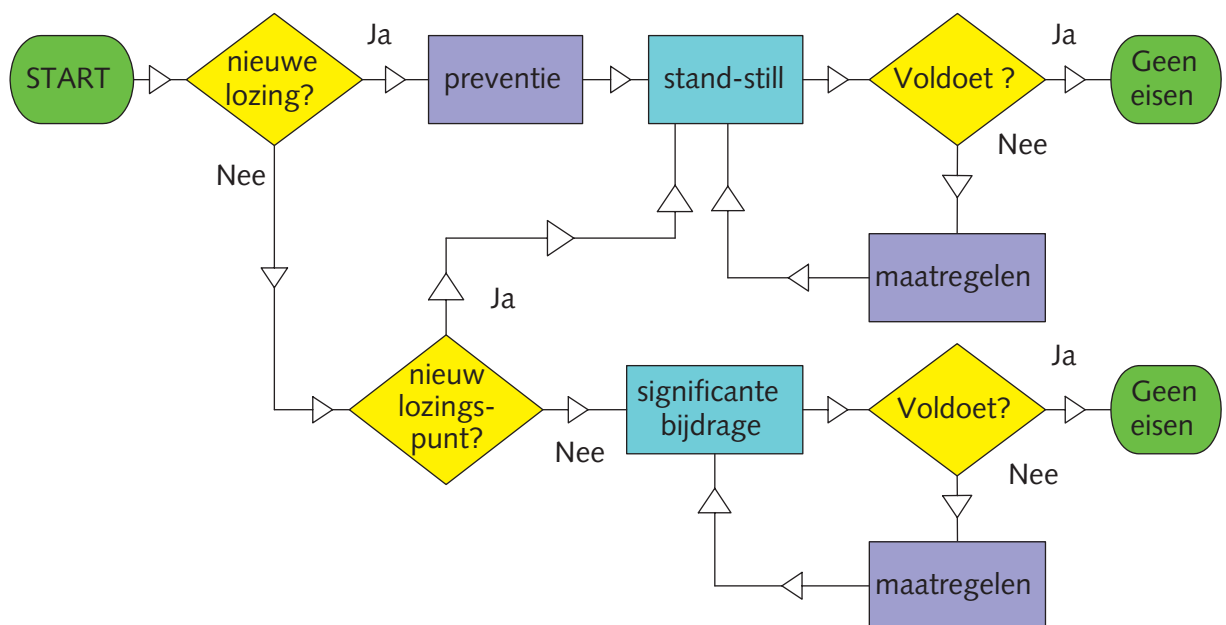 START
nieuwe
lozing?
Ja
preventie
stand-still
Voldoet ?
Ja
Geen
eisen
Nee
Nee
maatregelen
Ja
nieuw
lozings-
punt?
Nee
significante
bijdrage
Voldoet?
Ja
Geen
eisen
Nee
maatregelen